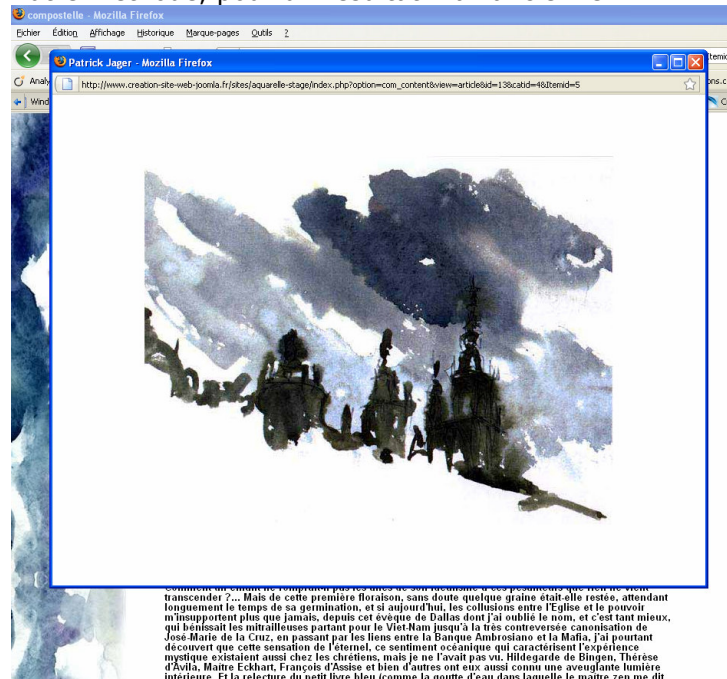 compostelle - Mozilla Firefox
Fichier Édition Affichage Historique Marque-pages Outils ?
Patrick Jager - Mozilla Firefox
http://www.creation-site-web-joomla.fr/sites/aquarelle-stage/index.php?option=com_content&view=article&id=13&catid=4&Itemid=5
Analy
Wind
transcender ?... Mais de cette première floraison, sans doute quelque graine était-elle restée, attendant
longuement le temps de sa germination, et si aujourd'hui, les collusions entre l'Eglise et le pouvoir
m'insupportent plus que jamais, depuis cet évèque de Dallas dont j'ai oublié le nom, et c'est tant mieux,
qui bénissait les mitrailleuses partant pour le Viet-Nam jusqu'à la très contreversée canonisation de
José-Marie de la Cruz, en passant par les liens entre la Banque Ambrosiano et la Mafia, j'ai pourtant
découvert que cette sensation de l'éternel, ce sentiment océanique qui caractérisent l'expérience
mystique existaient aussi chez les chrétiens, mais je ne l'avait pas vu. Hildegarde de Bingen, Thérèse
d'Avila, Maître Eckhart, François d'Assise et bien d'autres ont eux aussi connu une aveuglante lumière
intérieure. Et la relecture du petit livre bleu (comme la goutte d'eau dans laquelle le maître zen me dit